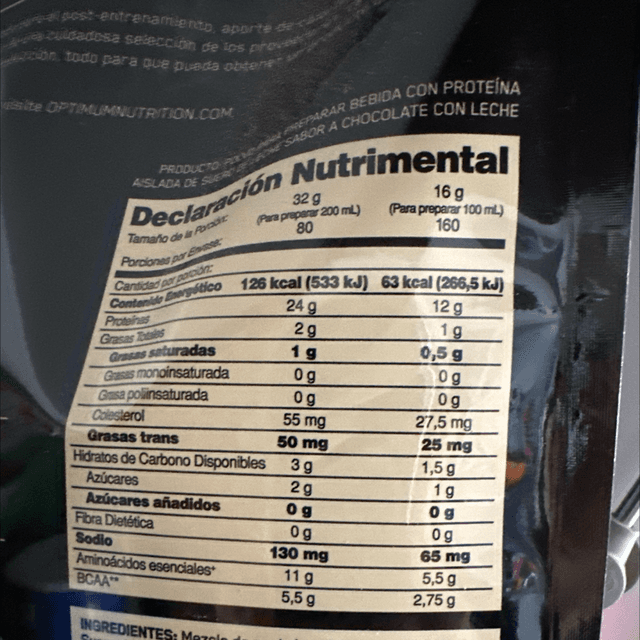 el post-entrenamiento, aporte de
cuidadosa selección de los
todo para que pueda obtener
OPTIMUMNUTRITION.COM
PRODUCTO PREPARAR BEBIDA CON PROTEÍNA
AISLADA DE SABOR A CHOCOLATE CON LECHE
Declaración Nutrimental
Tamaño de la Porción: 32 g (Para preparar 200 mL) 16 g (Para preparar 100 mL)
Porciones por Envase: 80 160
Cantidad por porción:
Contenido Energético 126 kcal (533 kJ) 63 kcal (266,5 kJ)
Proteínas 24 g 12 g
Grasas Totales 2 g 1 g
Grasas saturadas 1 g 0,5 g
Grasas monoinsaturada 0 g 0 g
Grasa poliinsaturada 0 g 0 g
Colesterol 55 mg 27,5 mg
Grasas trans 50 mg 25 mg
Hidratos de Carbono Disponibles 3 g 1,5 g
Azúcares 2 g 1 g
Azúcares añadidos 0 g 0 g
Fibra Dietética 0 g 0 g
Sodio 130 mg 65 mg
Aminoácidos esenciales* 11 g 5,5 g
BCAA** 5,5 g 2,75 g
INGREDIENTES: Mezcla de